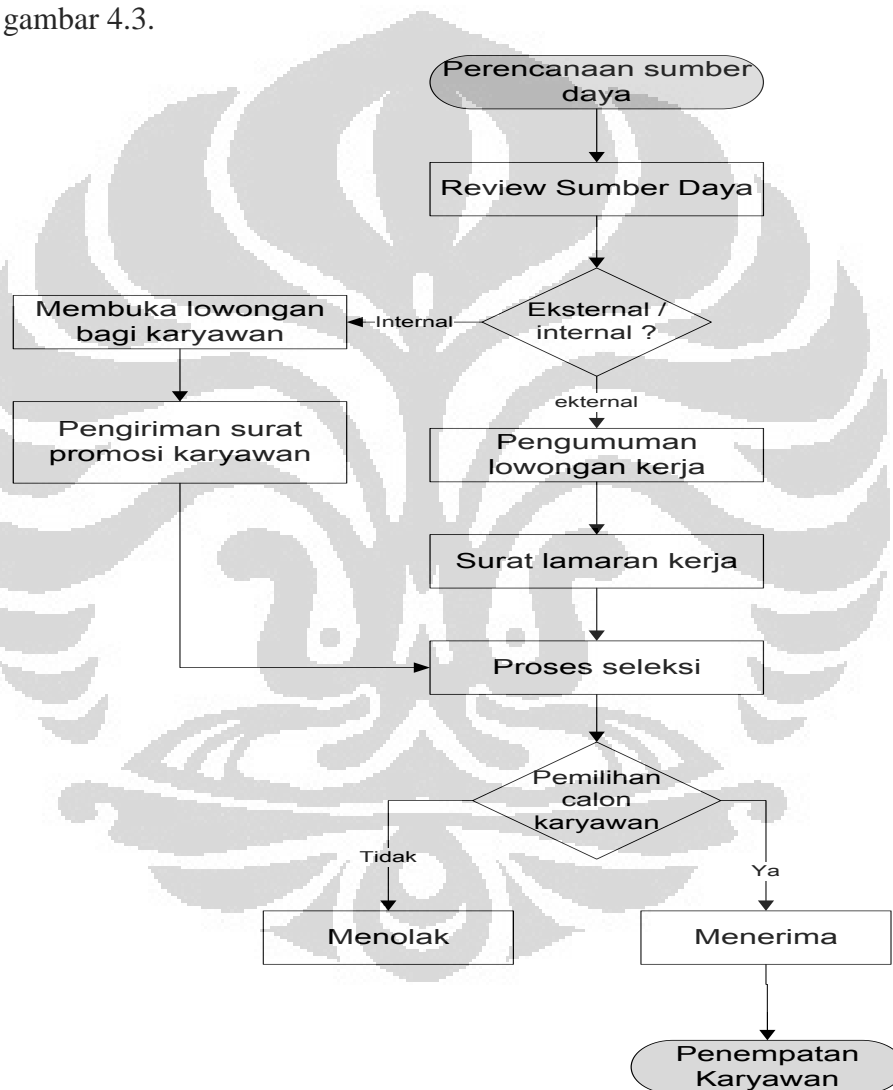 gambar 4.3.
Perencanaan sumber
daya
Review Sumber Daya
Eksternal /
internal ?
Internal
Membuka lowongan
bagi karyawan
Pengiriman surat
promosi karyawan
ekternal
Pengumuman
lowongan kerja
Surat lamaran kerja
Proses seleksi
Pemilihan
calon
karyawan
Tidak
Ya
Menolak
Menerima
Penempatan
Karyawan